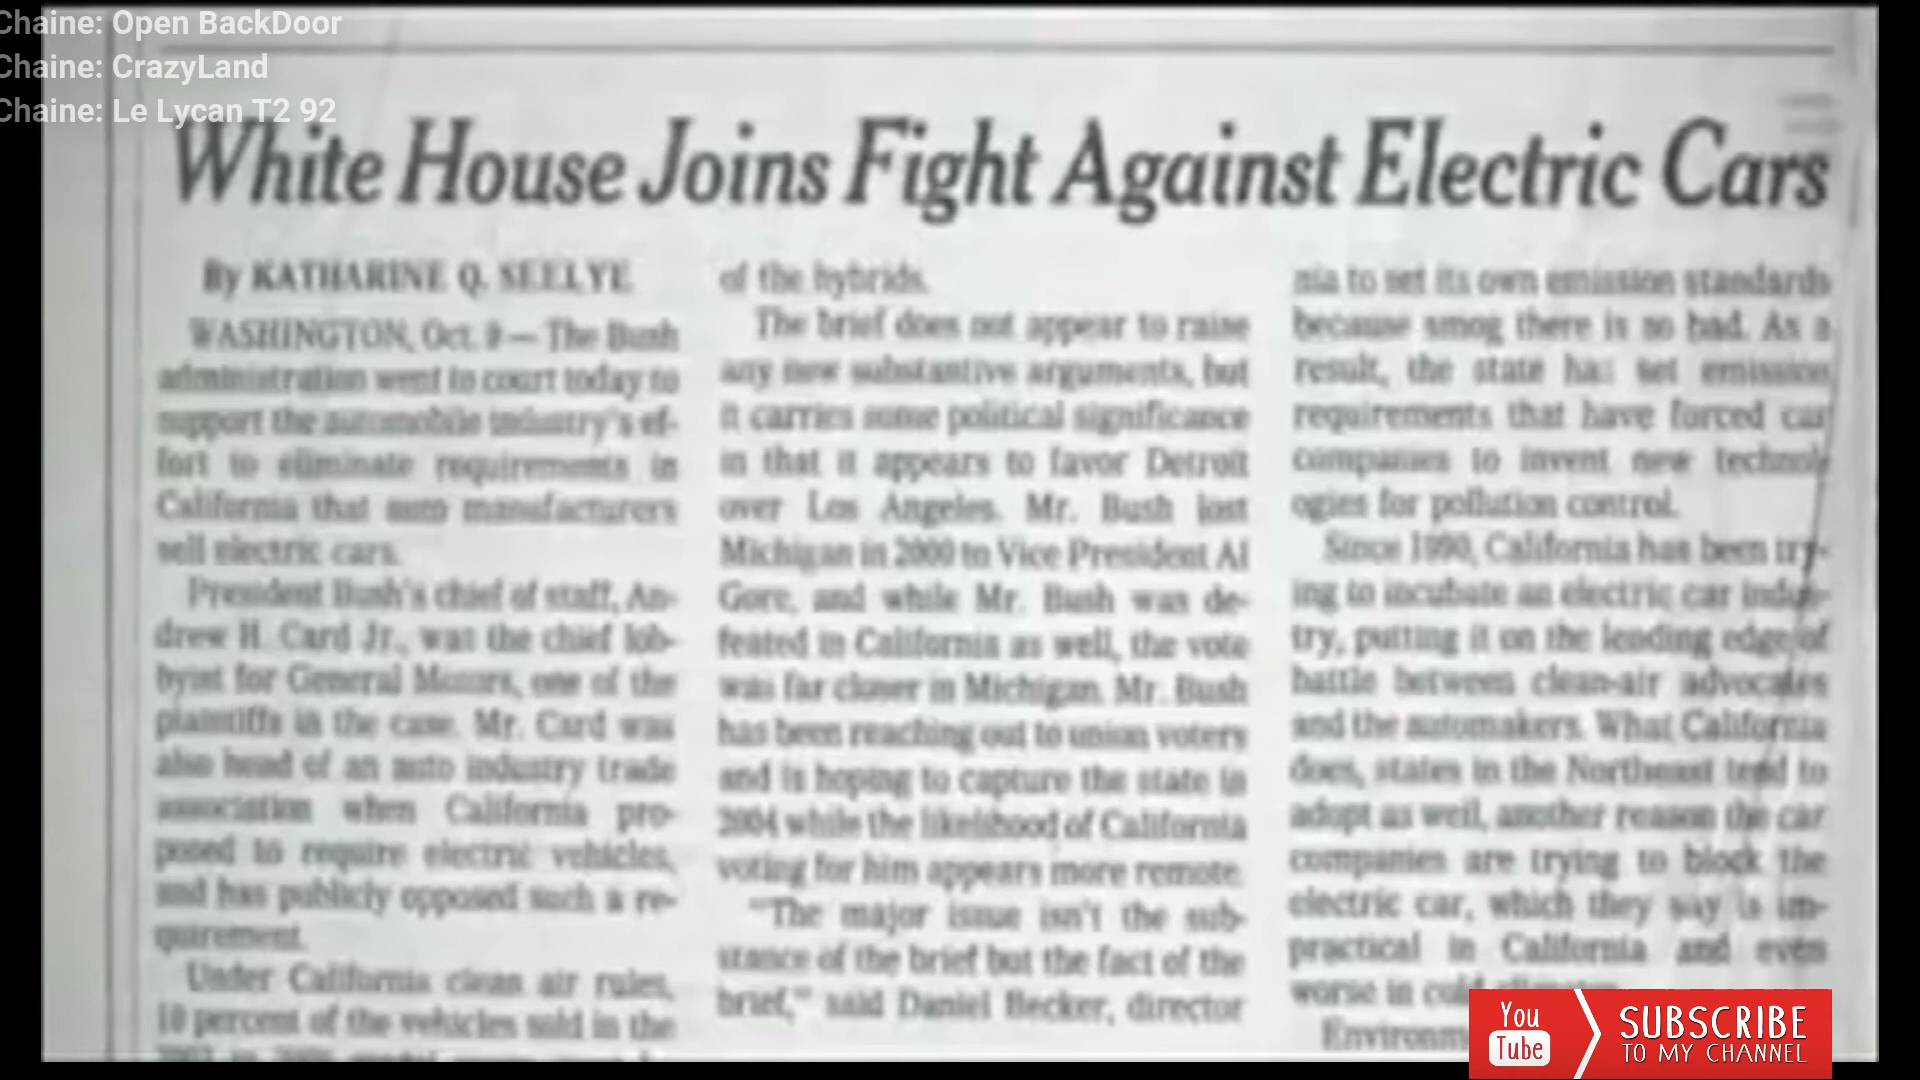 Chaine: Open BackDoor
Chaine: CrazyLand
Chaine: Le Lycan T2 92
White House Joins Fight Against Electric Cars
By KATHARINE Q. SEELYE
WASHINGTON, Oct. 9 — The Bush
administration went to court today to
support the automobile industry's ef-
fort to eliminate requirements in
California that auto manufacturers
sell electric cars.
President Bush's chief of staff, An-
drew H. Card Jr., was the chief lob-
byist for General Motors, one of the
plaintiffs in the case. Mr. Card was
also head of an auto industry trade
association when California pro-
posed to require electric vehicles,
and has publicly opposed such a re-
quirement.
Under California clean air rules,
10 percent of the vehicles sold in the
of the hybrids.
The brief does not appear to raise
any new substantive arguments, but
it carries some political significance
in that it appears to favor Detroit
over Los Angeles. Mr. Bush lost
Michigan in 2000 to Vice President Al
Gore, and while Mr. Bush was de-
feated in California as well, the vote
was far closer in Michigan. Mr. Bush
has been reaching out to union voters
and is hoping to capture the state in
2004 while the likelihood of California
voting for him appears more remote.
"The major issue isn't the sub-
stance of the brief but the fact of the
brief," said Daniel Becker, director
nia to set its own emission standards
because smog there is so bad. As a
result, the state has set emission
requirements that have forced car
companies to invent new technol-
ogies for pollution control.
Since 1990, California has been try-
ing to incubate an electric car indus-
try, putting it on the leading edge of
battle between clean-air advocates
and the automakers. What California
does, states in the Northeast tend to
adopt as well, another reason the car
companies are trying to block the
electric car, which they say is im-
practical in California and even
worse in cold
You
Tube
SUBSCRIBE
TO MY CHANNEL